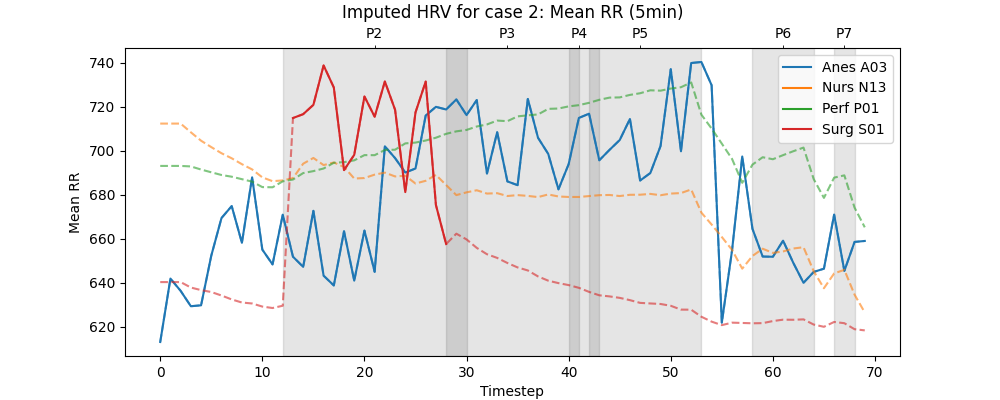 Imputed HRV for case 2: Mean RR (5min)
P2 P3 P4 P5 P6 P7
740
720
700
680
660
640
620
Mean RR
Anes A03
Nurs N13
Perf P01
Surg S01
0 10 20 30 40 50 60 70
Timestep